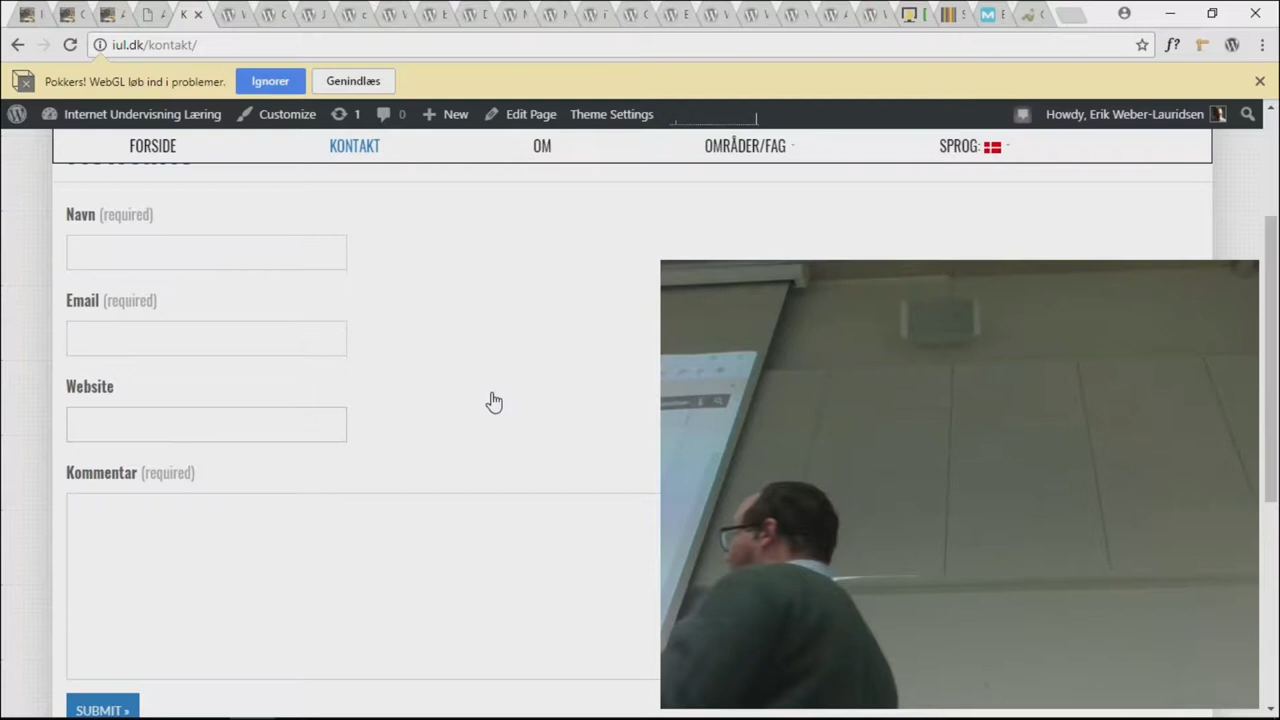 iul.dk/kontakt/
Pokkers! WebGL løb ind i problemer. Ignorer Genindlæs
Internet Undervisning Læring Customize 1 0 New Edit Page Theme Settings Howdy, Erik Weber-Lauridsen
FORSIDE KONTAKT OM OMRÅDER/FAG SPROG:
Navn (required)
Email (required)
Website
Kommentar (required)
SUBMIT »